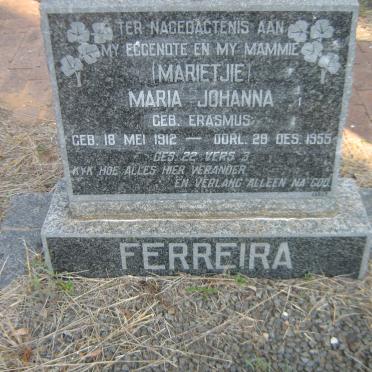 TER NAGEDAGTENIS AAN
MY EGGENOTE EN MY MAMMIE
(MARIETJIE)
MARIA JOHANNA
GEB. ERASMUS
GEB. 18 MEI 1912 — OORL. 28 DES. 1955
GES. 22 VERS 3
KYK HOE ALLES HIER VERANDER
EN VERLANG ALLEEN NA GOD.
FERREIRA